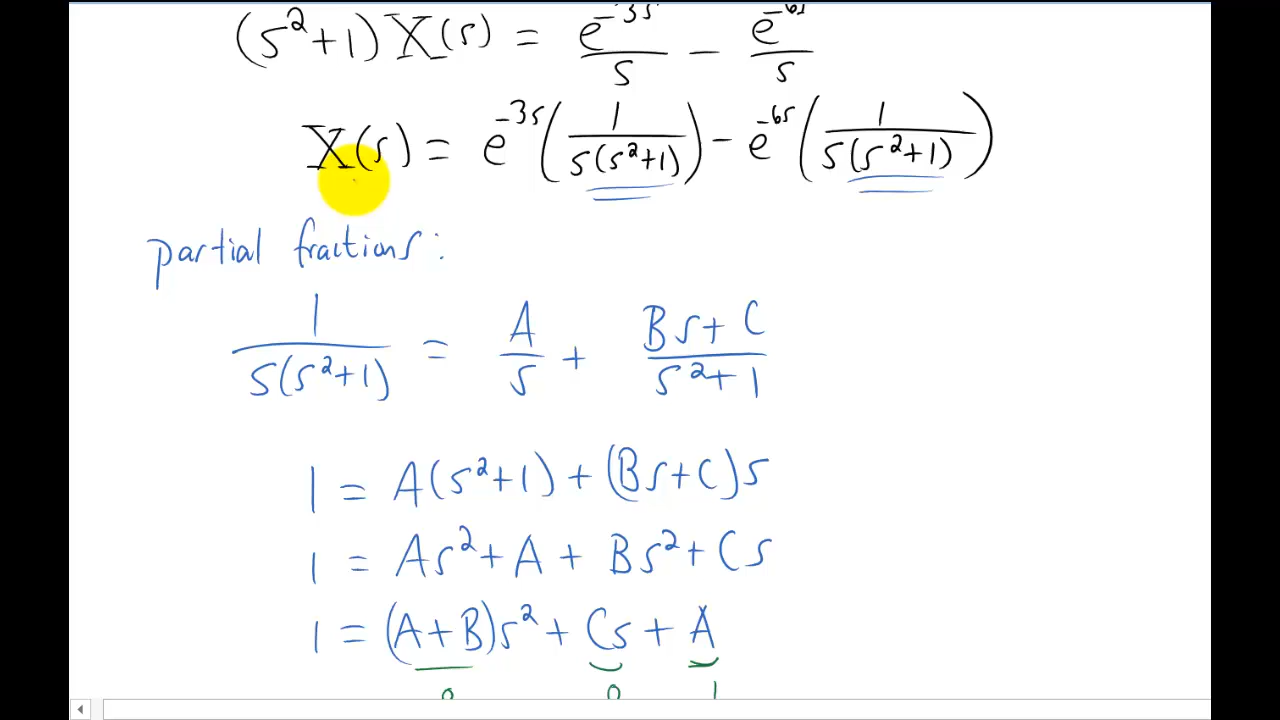 (s²+1) X(s) = e^-3s/s − e^-6s/s
X(s) = e^-3s (1/s(s²+1)) − e^-6s (1/s(s²+1))
partial fractions:
1/s(s²+1) = A/s + Bs+C/s²+1
1 = A(s²+1) + (Bs+C)s
1 = As²+A + Bs²+Cs
1 = (A+B)s² + Cs + A
0 0 1